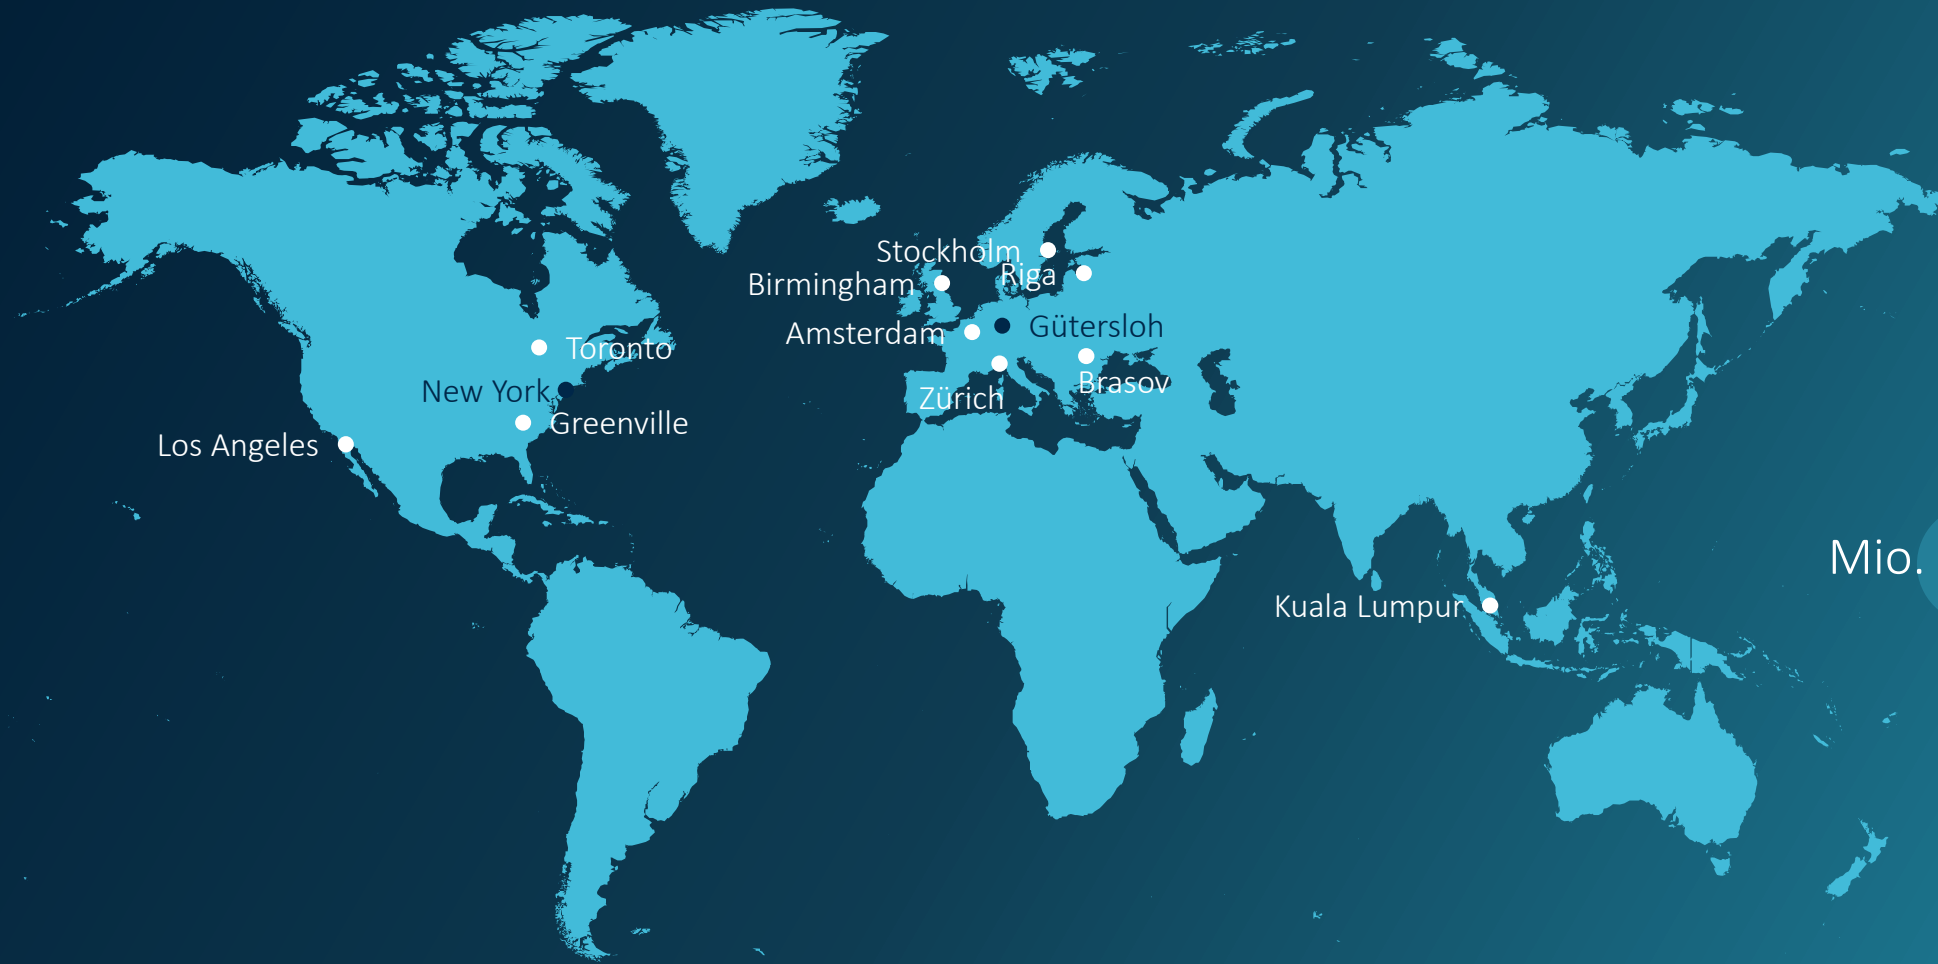 Stockholm
Riga
Birmingham
Amsterdam
Gütersloh
Toronto
Brasov
New York
Zürich
Greenville
Los Angeles
Mio.
Kuala Lumpur